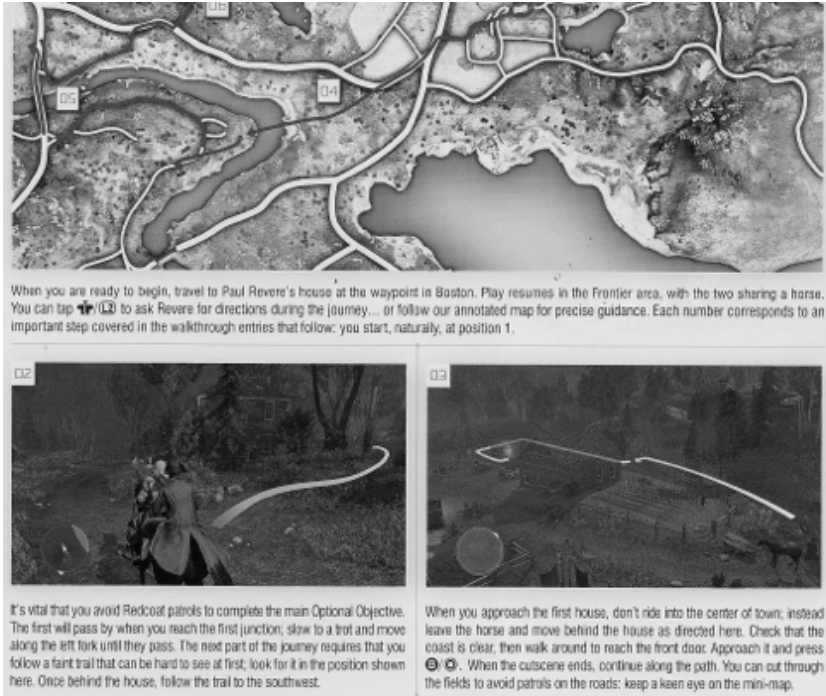 06
05
04
When you are ready to begin, travel to Paul Revere's house at the waypoint in Boston. Play resumes in the Frontier area, with the two sharing a horse.
You can tap /L2 to ask Revere for directions during the journey... or follow our annotated map for precise guidance. Each number corresponds to an
important step covered in the walkthrough entries that follow: you start, naturally, at position 1.
02
It's vital that you avoid Redcoat patrols to complete the main Optional Objective.
The first will pass by when you reach the first junction; slow to a trot and move
along the left fork until they pass. The next part of the journey requires that you
follow a faint trail that can be hard to see at first; look for it in the position shown
here. Once behind the house, follow the trail to the southwest.
03
When you approach the first house, don't ride into the center of town; instead
leave the horse and move behind the house as directed here. Check that the
coast is clear, then walk around to reach the front door. Approach it and press
B/O. When the cutscene ends, continue along the path. You can cut through
the fields to avoid patrols on the roads: keep a keen eye on the mini-map.